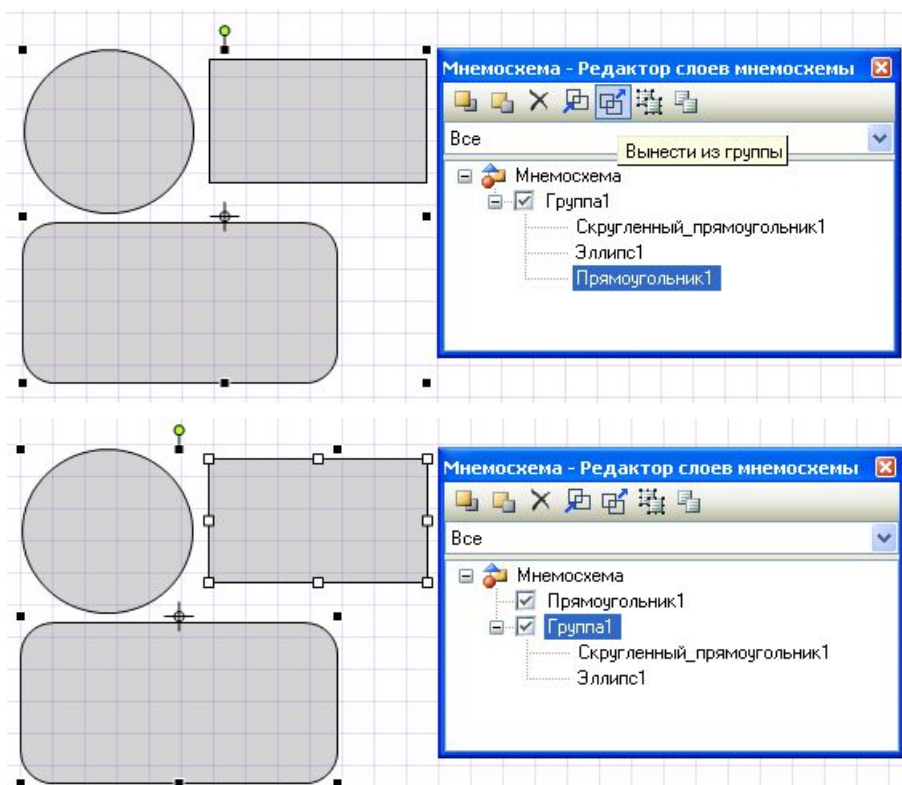 Мнемосхема - Редактор слоев мнемосхемы
Все
Вынести из группы
Мнемосхема
Группа1
Скругленный_прямоугольник1
Эллипс1
Прямоугольник1
Мнемосхема - Редактор слоев мнемосхемы
Все
Мнемосхема
Прямоугольник1
Группа1
Скругленный_прямоугольник1
Эллипс1